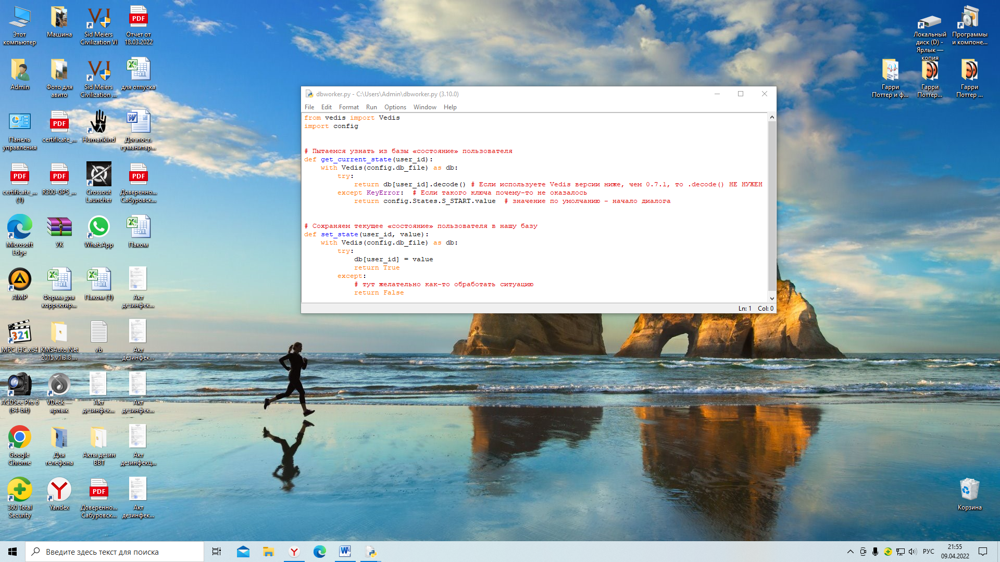 Этот
компьютер
Машина
Sid Meiers
Civilization VI
PDF
Отчет от
18.03.2022
Admin
Фото для
авито
Sid Meiers
Civilization ...
для отпуска
Панель
управления
PDF
certificate_...
Humankind
Дог.пост.
гуманитар...
PDF
certificate_...
(1)
PDF
R300-GPS_...
Crossout
Launcher
PDF
Доверенно...
Сабуровск...
Microsoft
Edge
УК
WhatsApp
Паком
AIMP
Форма для
корректир...
Паком (1)
Акт
дезинфек...
321
MPC-HC x64
KMSAuto Net
2015 v1.3.8 ...
vb
Акт
дезинфек...
ACDSee Pro 6
(64-bit)
VDeck —
ярлык
Акт
дезинфек...
Акт
дезинфек...
Google
Chrome
Для
телефона
Акты дезин
ВВТ
Акт
дезинфекц...
360 Total
Security
Yandex
PDF
Доверенно...
Сабуровск...
Акт
дезинфек...
dbworker.py - C:\Users\Admin\dbworker.py (3.10.0)
File Edit Format Run Options Window Help
from vedis import Vedis
import config
# Пытаемся узнать из базы «состояние» пользователя
def get_current_state(user_id):
    with Vedis(config.db_file) as db:
        try:
            return db[user_id].decode() # Если используете Vedis версии ниже, чем 0.7.1, то .decode() НЕ НУЖЕН
        except KeyError:  # Если такого ключа почему-то не оказалось
            return config.States.S_START.value  # значение по умолчанию - начало диалога
# Сохраняем текущее «состояние» пользователя в нашу базу
def set_state(user_id, value):
    with Vedis(config.db_file) as db:
        try:
            db[user_id] = value
            return True
        except:
            # тут желательно как-то обработать ситуацию
            return False
Ln: 1 Col: 0
Локальный
диск (D) -
Ярлык —
копия
Программы
и компоне...
Гарри
Поттер и ф...
Гарри
Поттер...
Гарри
Поттер ...
Корзина
Введите здесь текст для поиска
РУС
21:55
09.04.2022